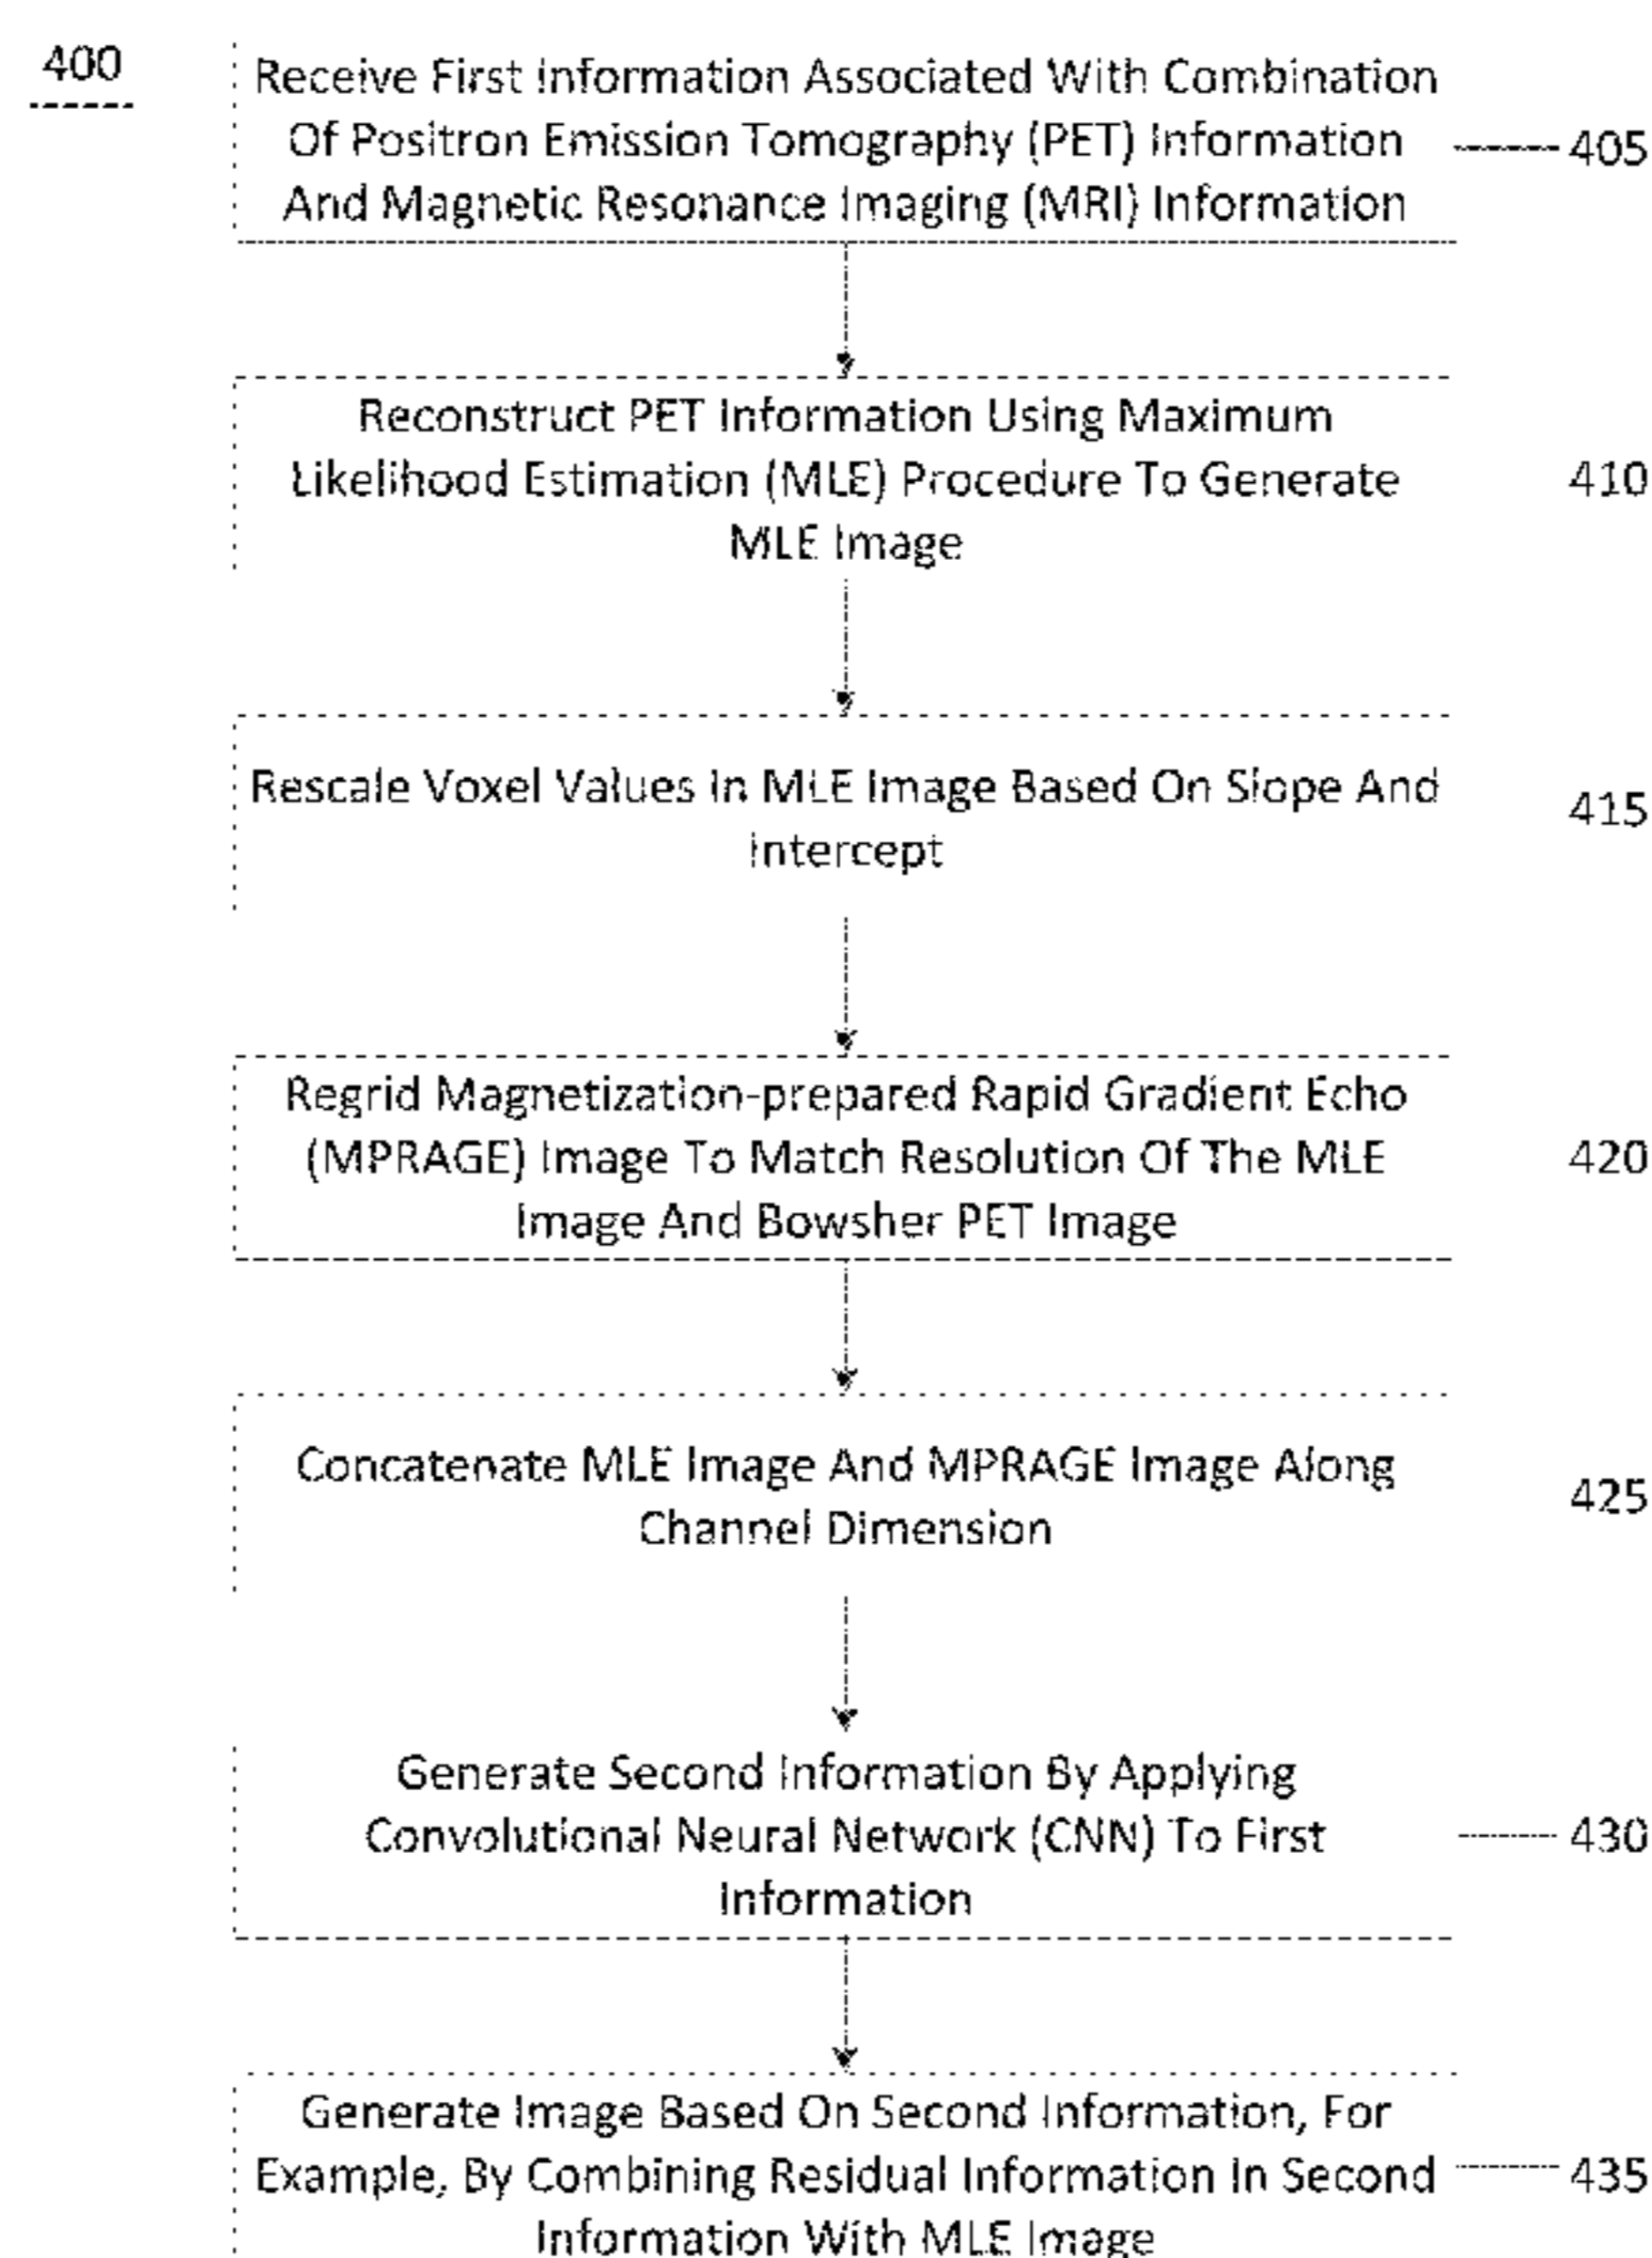 400
Receive First Information Associated With Combination
Of Positron Emission Tomography (PET) Information
405
And Magnetic Resonance Imaging (MRI) Information
Reconstruct PET Information Using Maximum
Likelihood Estimation (MLE) Procedure To Generate
410
MLE Image
Rescale Voxel Values In MLE Image Based On Slope And
415
Intercept
Regrid Magnetization-prepared Rapid Gradient Echo
(MPRAGE) Image To Match Resolution Of The MLE
420
Image And Bowsher PET Image
Concatenate MLE Image And MPRAGE Image Along
425
Channel Dimension
Generate Second Information By Applying
Convolutional Neural Network (CNN) To First
430
Information
Generate Image Based On Second Information, For
Example, By Combining Residual Information In Second
435
Information With MLE Image